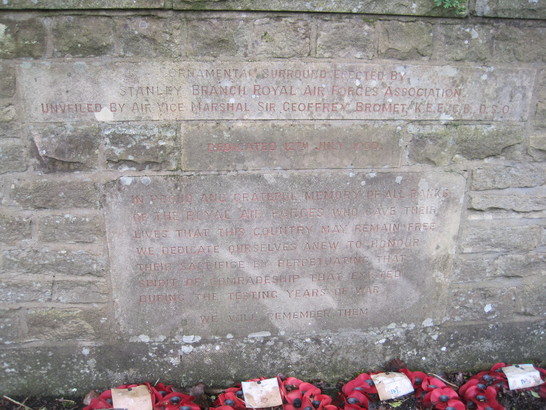 ORNAMENTAL SURROUND ERECTED BY
STANLEY BRANCH ROYAL AIR FORCES ASSOCIATION.
UNVEILED BY AIR VICE MARSHAL SIR GEOFFREY BROMET, K.B.E., C.B., D.S.O.
DEDICATED
IN PROUD AND GRATEFUL MEMORY OF ALL RANKS
OF THE ROYAL AIR FORCES WHO GAVE THEIR
LIVES THAT THIS COUNTRY MAY REMAIN FREE
WE DEDICATE OURSELVES ANEW TO HONOUR
THEIR SACRIFICE BY PERPETUATING THAT
SPIRIT OF COMRADESHIP THAT EXISTED
DURING THE TESTING YEARS OF WAR
WE WILL REMEMBER THEM